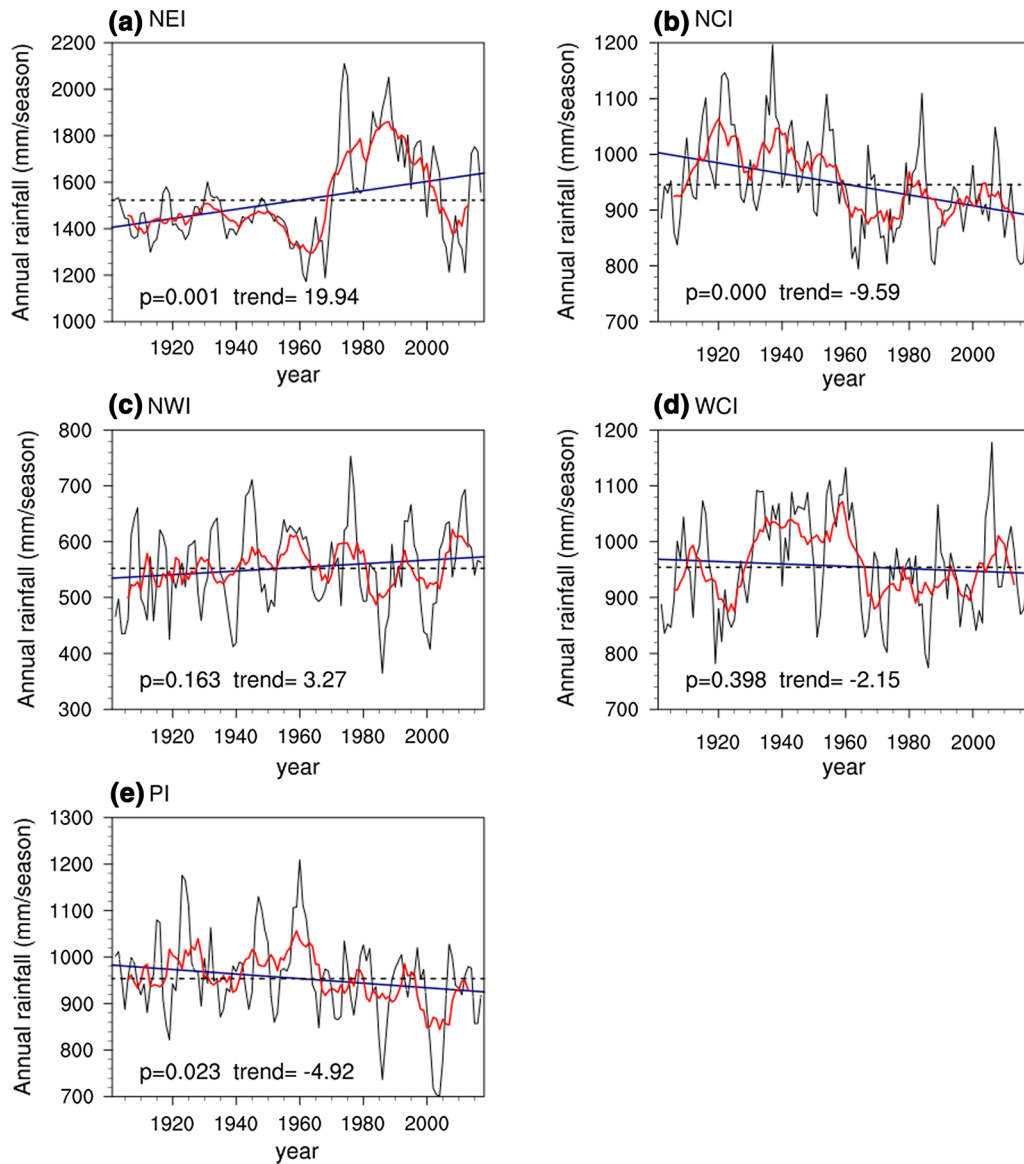 (a) NEI
Annual rainfall (mm/season)
2200
2000
1800
1600
1400
1200
1000
p=0.001 trend= 19.94
1920 1940 1960 1980 2000
year
(b) NCI
Annual rainfall (mm/season)
1200
1100
1000
900
800
700
p=0.000 trend= -9.59
1920 1940 1960 1980 2000
year
(c) NWI
Annual rainfall (mm/season)
800
700
600
500
400
300
p=0.163 trend= 3.27
1920 1940 1960 1980 2000
year
(d) WCI
Annual rainfall (mm/season)
1200
1100
1000
900
800
700
p=0.398 trend= -2.15
1920 1940 1960 1980 2000
year
(e) PI
Annual rainfall (mm/season)
1300
1200
1100
1000
900
800
700
p=0.023 trend= -4.92
1920 1940 1960 1980 2000
year